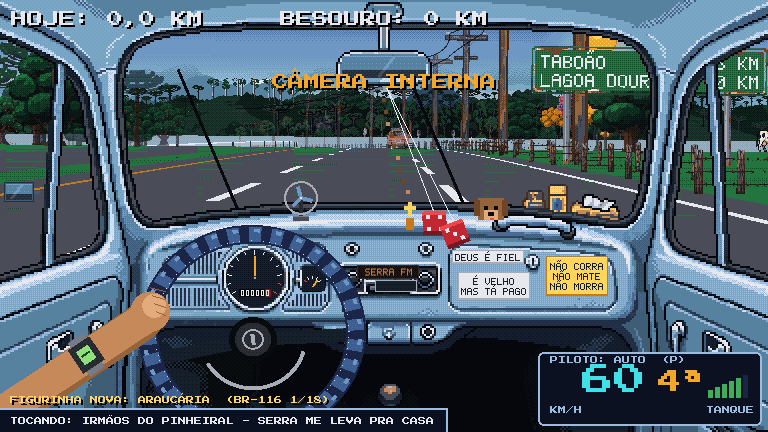 HOJE: 0,0 KM
BESOURO: 0 KM
CÂMERA INTERNA
TABOÃO
KM
LAGOA DOUR
0 KM
SERRA FM
DEUS É FIEL
É VELHO
MAS TÁ PAGO
NÃO CORRA
NÃO MATE
NÃO MORRA
PILOTO: AUTO (P)
60 4ª
KM/H
TANQUE
FIGURINHA NOVA: ARAUCÁRIA (BR-116 1/18)
TOCANDO: IRMÃOS DO PINHEIRAL - SERRA ME LEVA PRA CASA